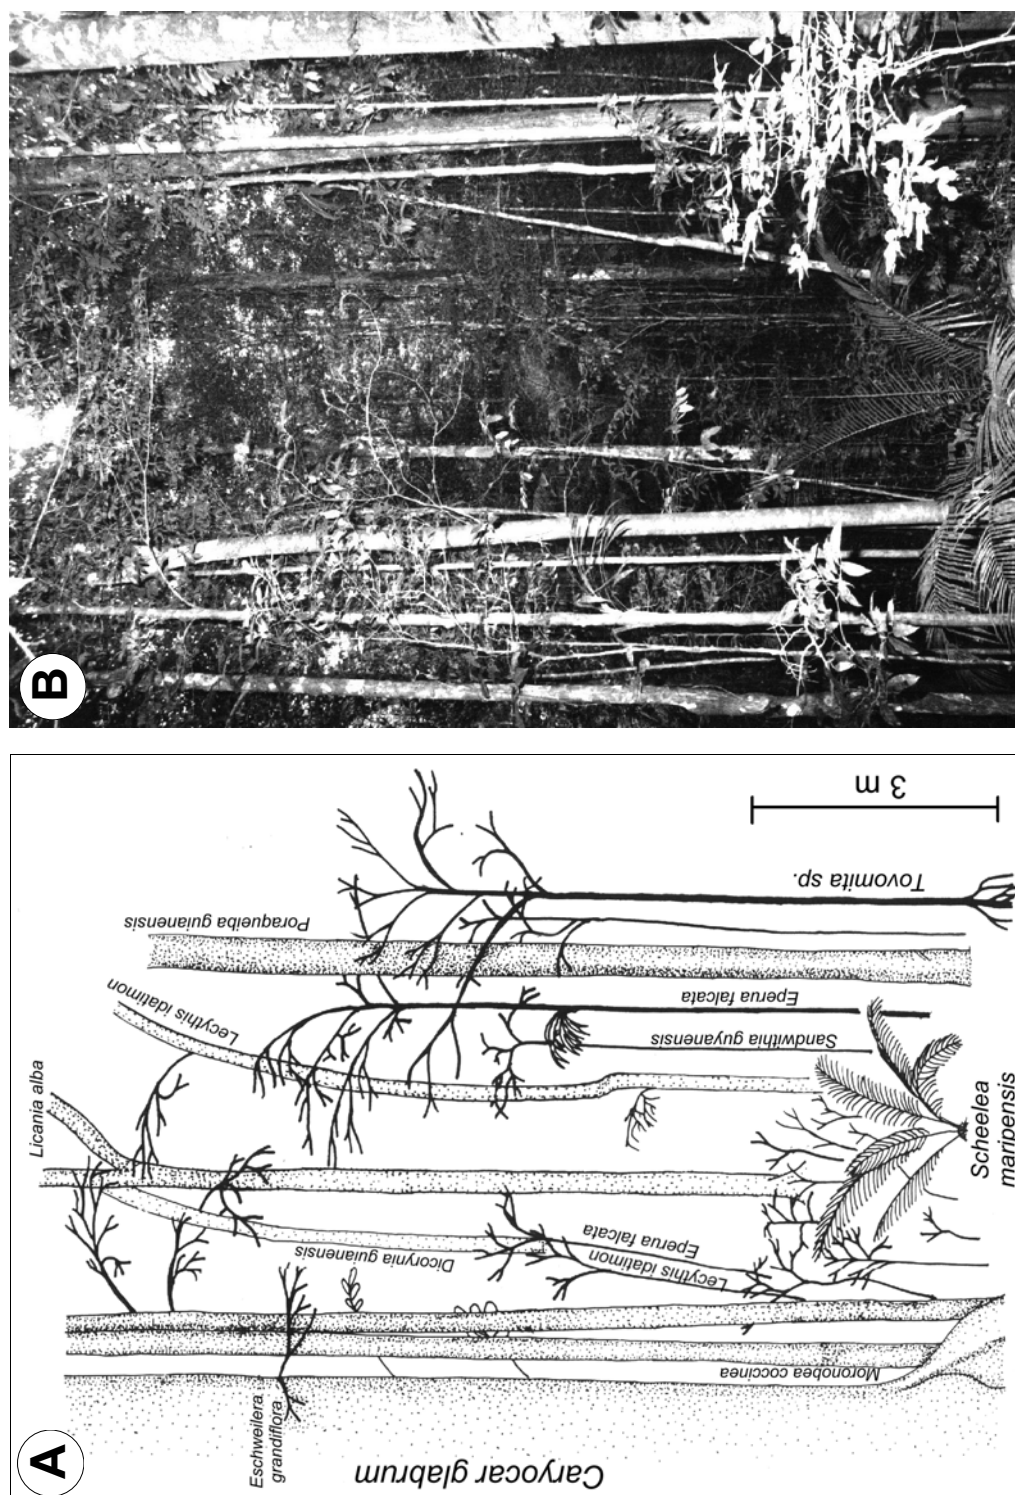 B
A
3 m
Tovomita sp.
Poraqueiba guianensis
Eperua falcata
Lecythis idatimon
Sandwithia guyanensis
Licania alba
Scheelea
maripensis
Eperua falcata
Dicorynia guianensis
Lecythis idatimon
Moronobea coccinea
Eschweilera
grandiflora
Caryocar glabrum